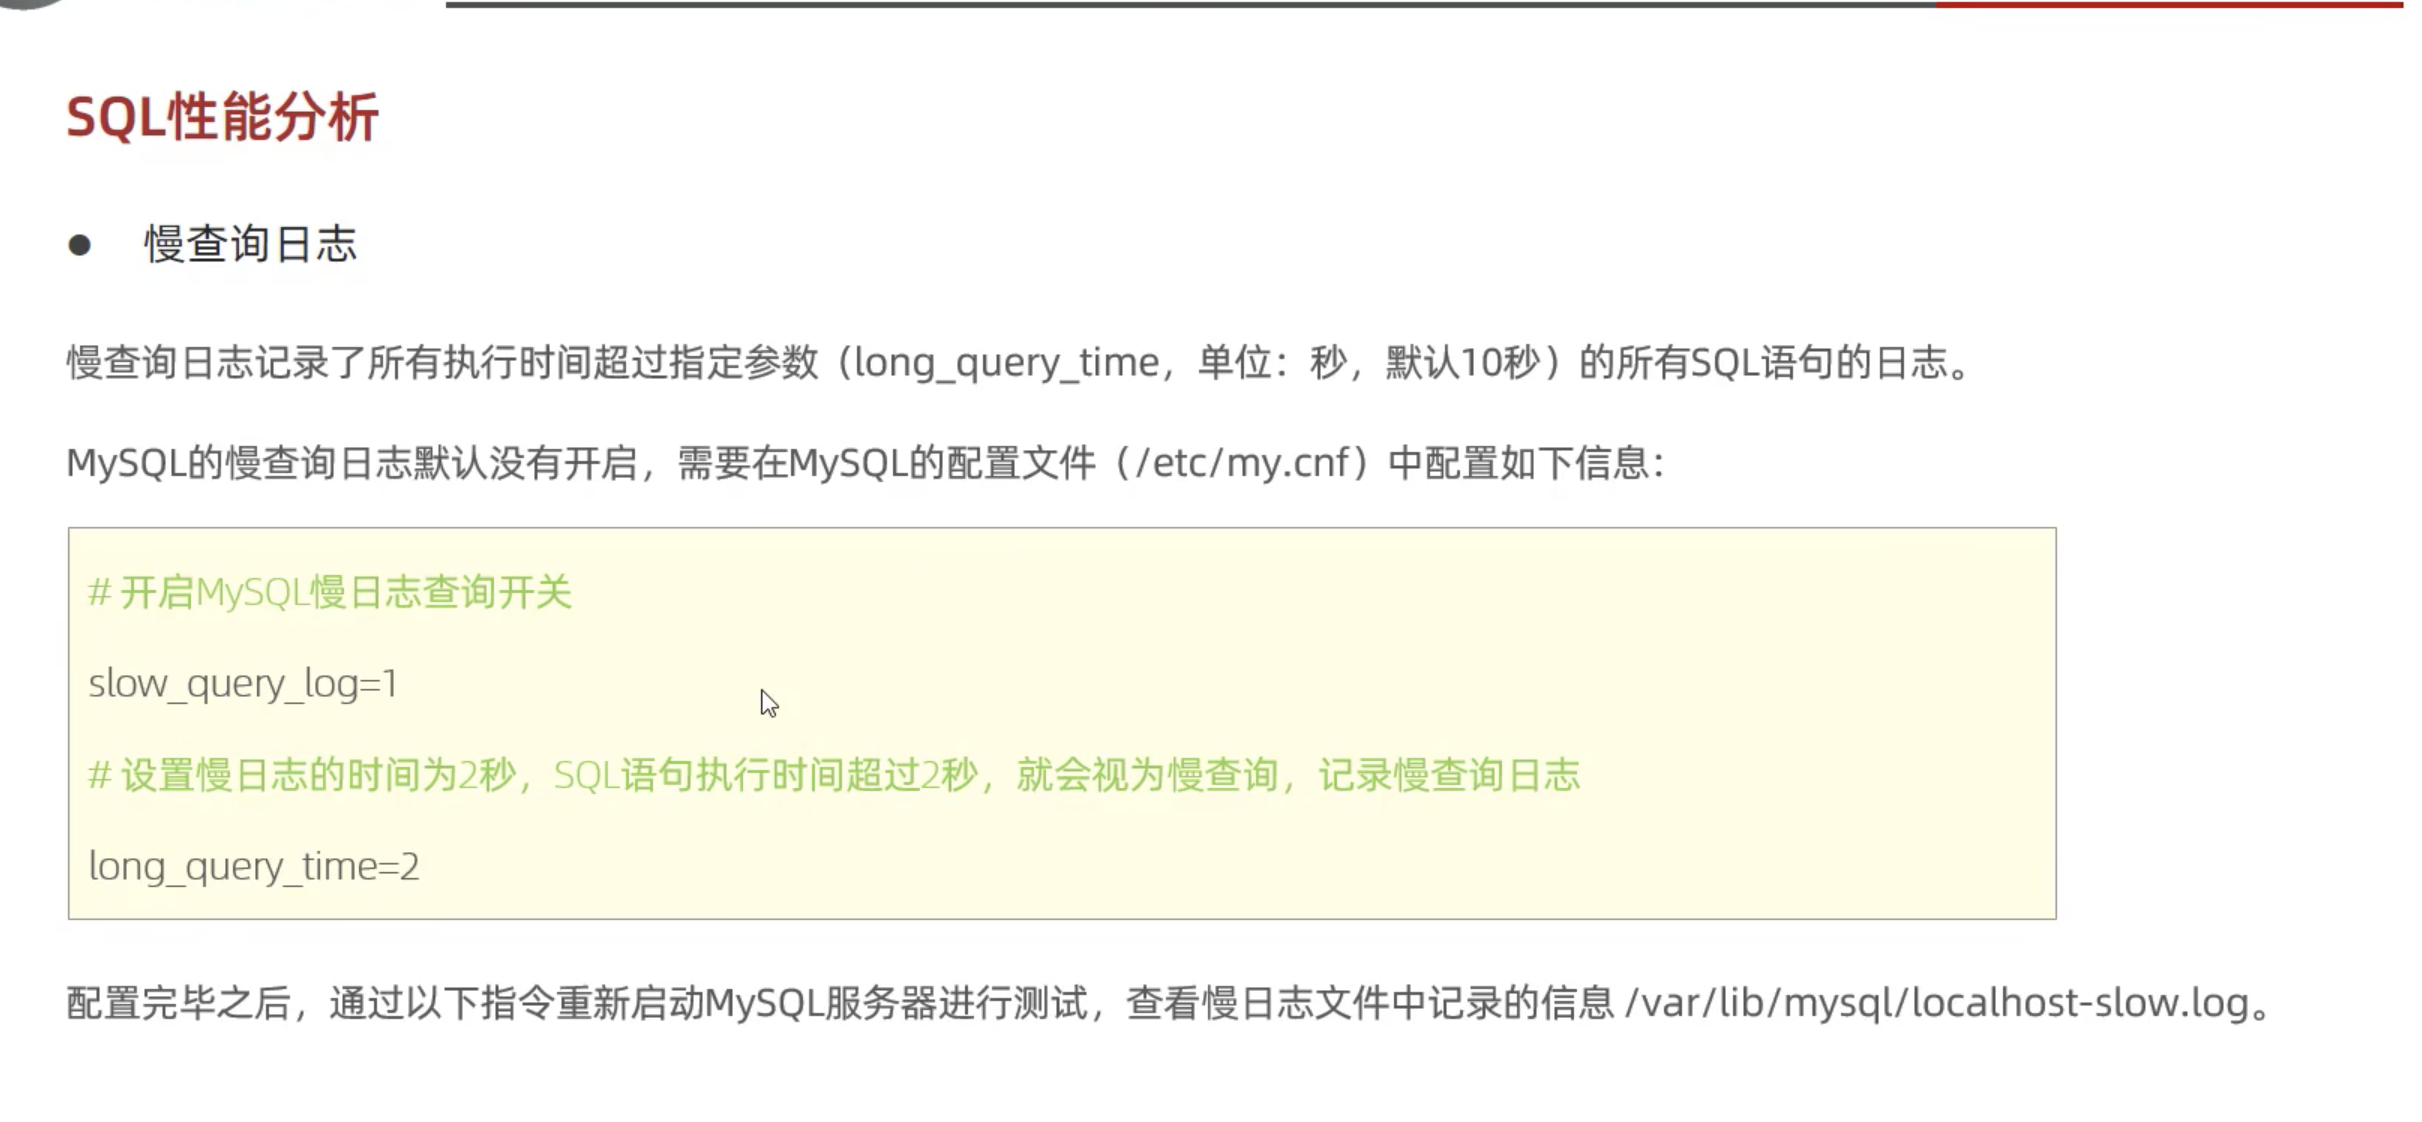 SQL性能分析
● 慢查询日志
慢查询日志记录了所有执行时间超过指定参数（long_query_time，单位：秒，默认10秒）的所有SQL语句的日志。
MySQL的慢查询日志默认没有开启，需要在MySQL的配置文件（/etc/my.cnf）中配置如下信息：
# 开启MySQL慢日志查询开关
slow_query_log=1
# 设置慢日志的时间为2秒，SQL语句执行时间超过2秒，就会视为慢查询，记录慢查询日志
long_query_time=2
配置完毕之后，通过以下指令重新启动MySQL服务器进行测试，查看慢日志文件中记录的信息 /var/lib/mysql/localhost-slow.log。